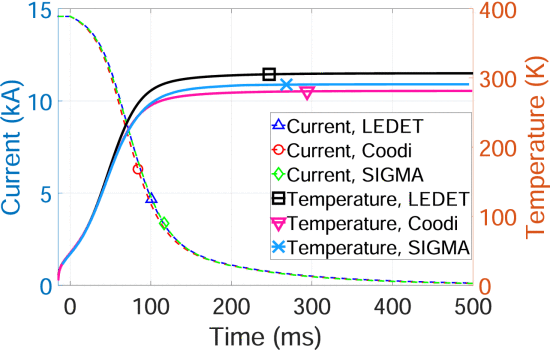 15
10
5
0
Current (kA)
400
300
200
100
0
Temperature (K)
Current, LEDET
Current, Coodi
Current, SIGMA
Temperature, LEDET
Temperature, Coodi
Temperature, SIGMA
0 100 200 300 400 500
Time (ms)